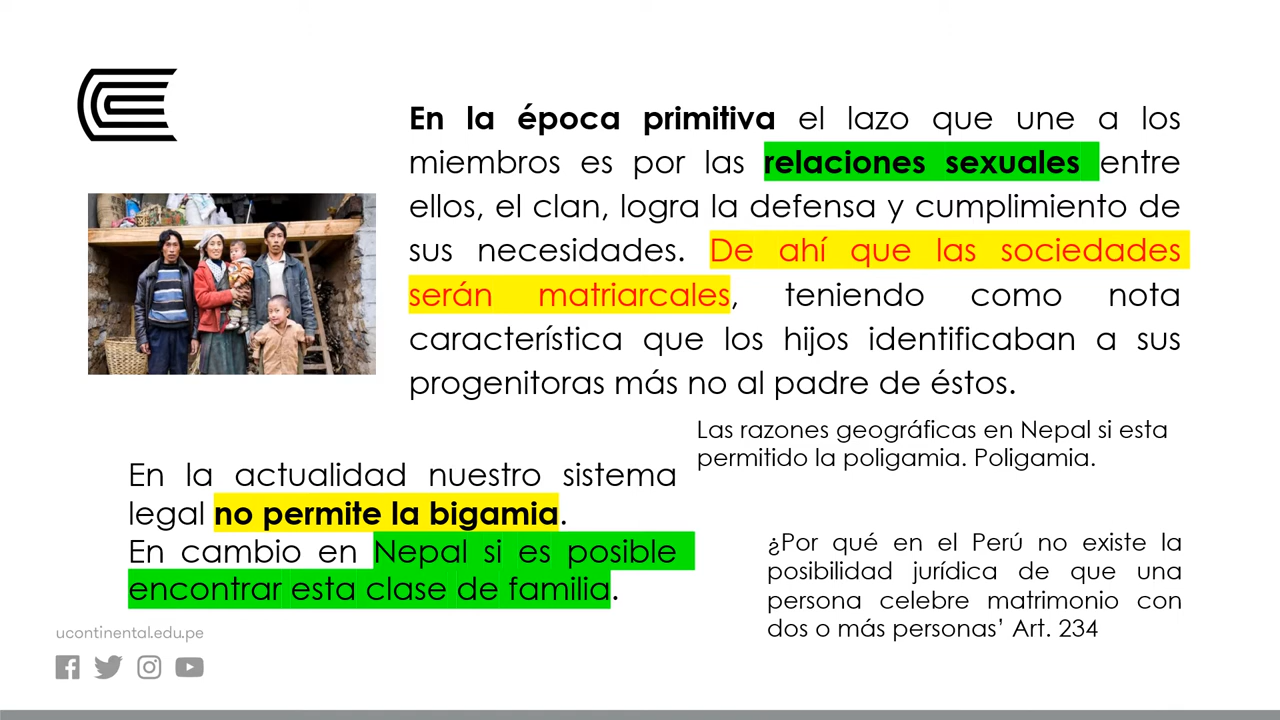 En la época primitiva el lazo que une a los
miembros es por las relaciones sexuales entre
ellos, el clan, logra la defensa y cumplimiento de
sus necesidades. De ahí que las sociedades
serán matriarcales, teniendo como nota
característica que los hijos identificaban a sus
progenitoras más no al padre de éstos.
Las razones geográficas en Nepal si esta
permitido la poligamia. Poligamia.
En la actualidad nuestro sistema
legal no permite la bigamia.
En cambio en Nepal si es posible
encontrar esta clase de familia.
¿Por qué en el Perú no existe la
posibilidad jurídica de que una
persona celebre matrimonio con
dos o más personas’ Art. 234
ucontinental.edu.pe